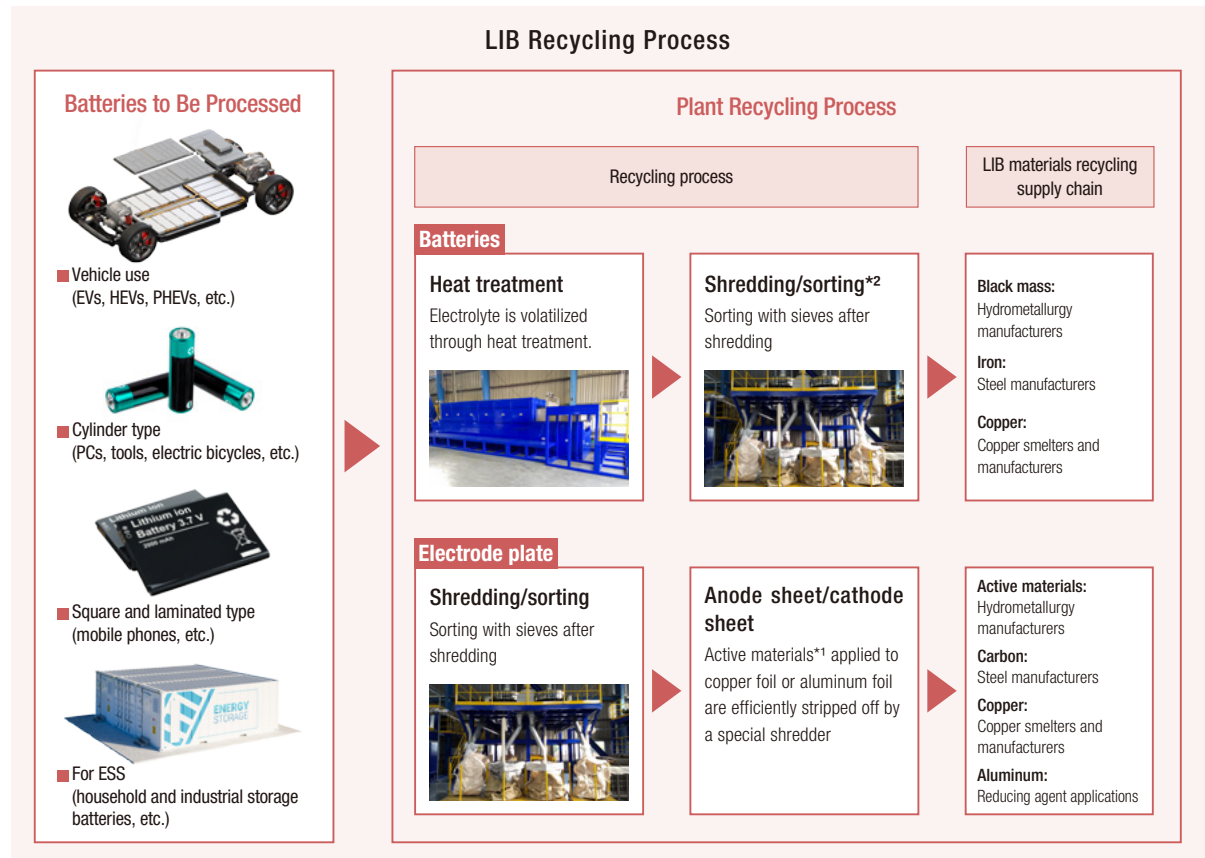 LIB Recycling Process
Batteries to Be Processed
Vehicle use
(EVs, HEVs, PHEVs, etc.)
Cylinder type
(PCs, tools, electric bicycles, etc.)
Lithium ion
Lithium ion
Battery 3.7 V
Square and laminated type
(mobile phones, etc.)
ENERGY
STORAGE
For ESS
(household and industrial storage
batteries, etc.)
Plant Recycling Process
Recycling process
LIB materials recycling
supply chain
Batteries
Heat treatment
Electrolyte is volatilized
through heat treatment.
Shredding/sorting*2
Sorting with sieves after
shredding
Black mass:
Hydrometallurgy
manufacturers
Iron:
Steel manufacturers
Copper:
Copper smelters and
manufacturers
Electrode plate
Shredding/sorting
Sorting with sieves after
shredding
Anode sheet/cathode
sheet
Active materials*1 applied to
copper foil or aluminum foil
are efficiently stripped off by
a special shredder
Active materials:
Hydrometallurgy
manufacturers
Carbon:
Steel manufacturers
Copper:
Copper smelters and
manufacturers
Aluminum:
Reducing agent applications